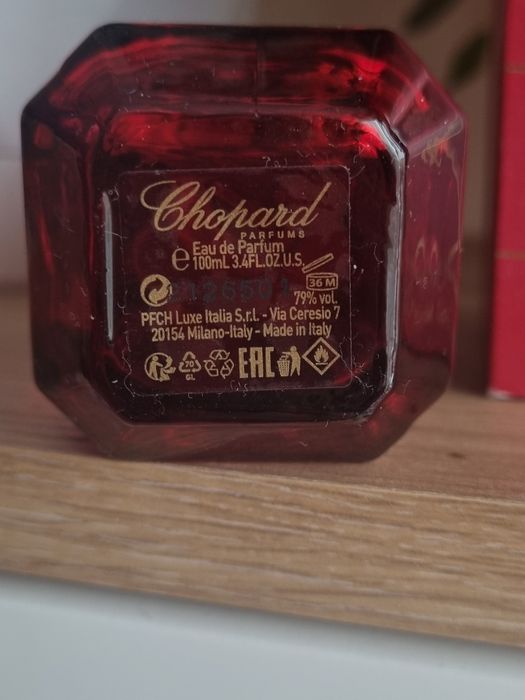 Chopard
PARFUMS
Eau de Parfum
e 100mL 3.4FL.OZ.U.S.
36 M
79% vol.
PFCH Luxe Italia S.r.l. - Via Ceresio 7
20154 Milano-Italy - Made in Italy
70
GL
EAC